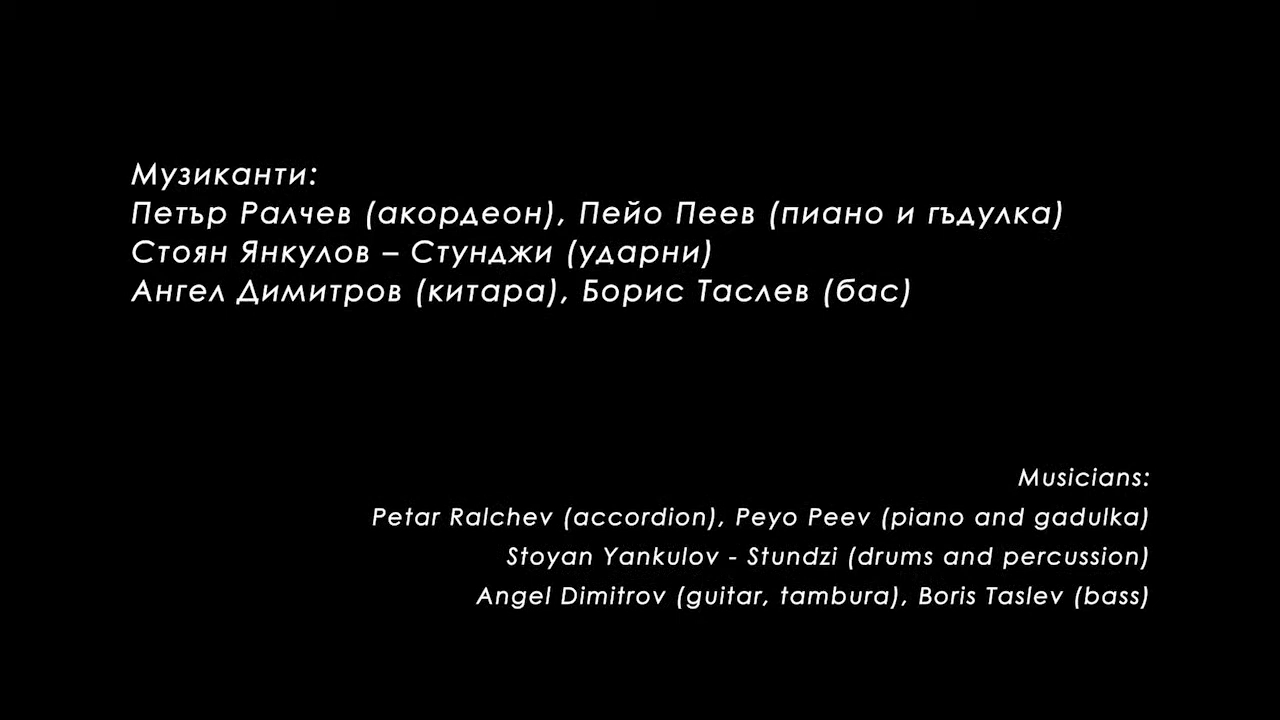 Музиканти:
Петър Ралчев (акордеон), Пейо Пеев (пиано и гъдулка)
Стоян Янкулов – Стунджи (ударни)
Ангел Димитров (китара), Борис Таслев (бас)
Musicians:
Petar Ralchev (accordion), Peyo Peev (piano and gadulka)
Stoyan Yankulov - Stundzi (drums and percussion)
Angel Dimitrov (guitar, tambura), Boris Taslev (bass)